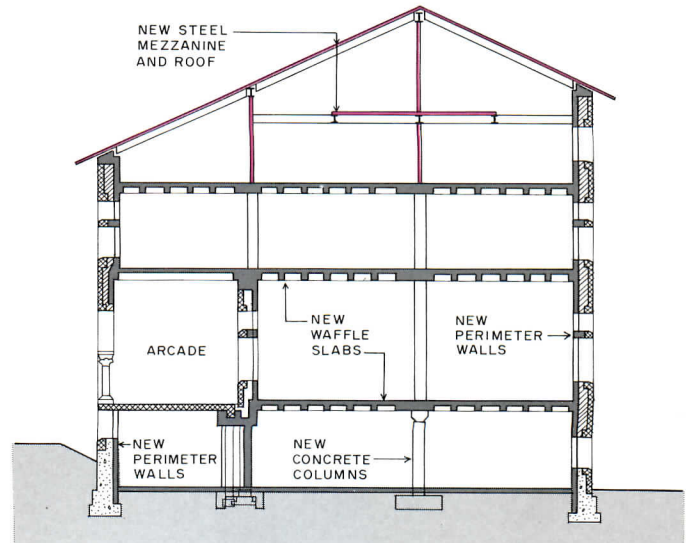 NEW STEEL
MEZZANINE
AND ROOF
ARCADE
NEW
WAFFLE
SLABS
NEW
PERIMETER
WALLS
NEW
PERIMETER
WALLS
NEW
CONCRETE
COLUMNS